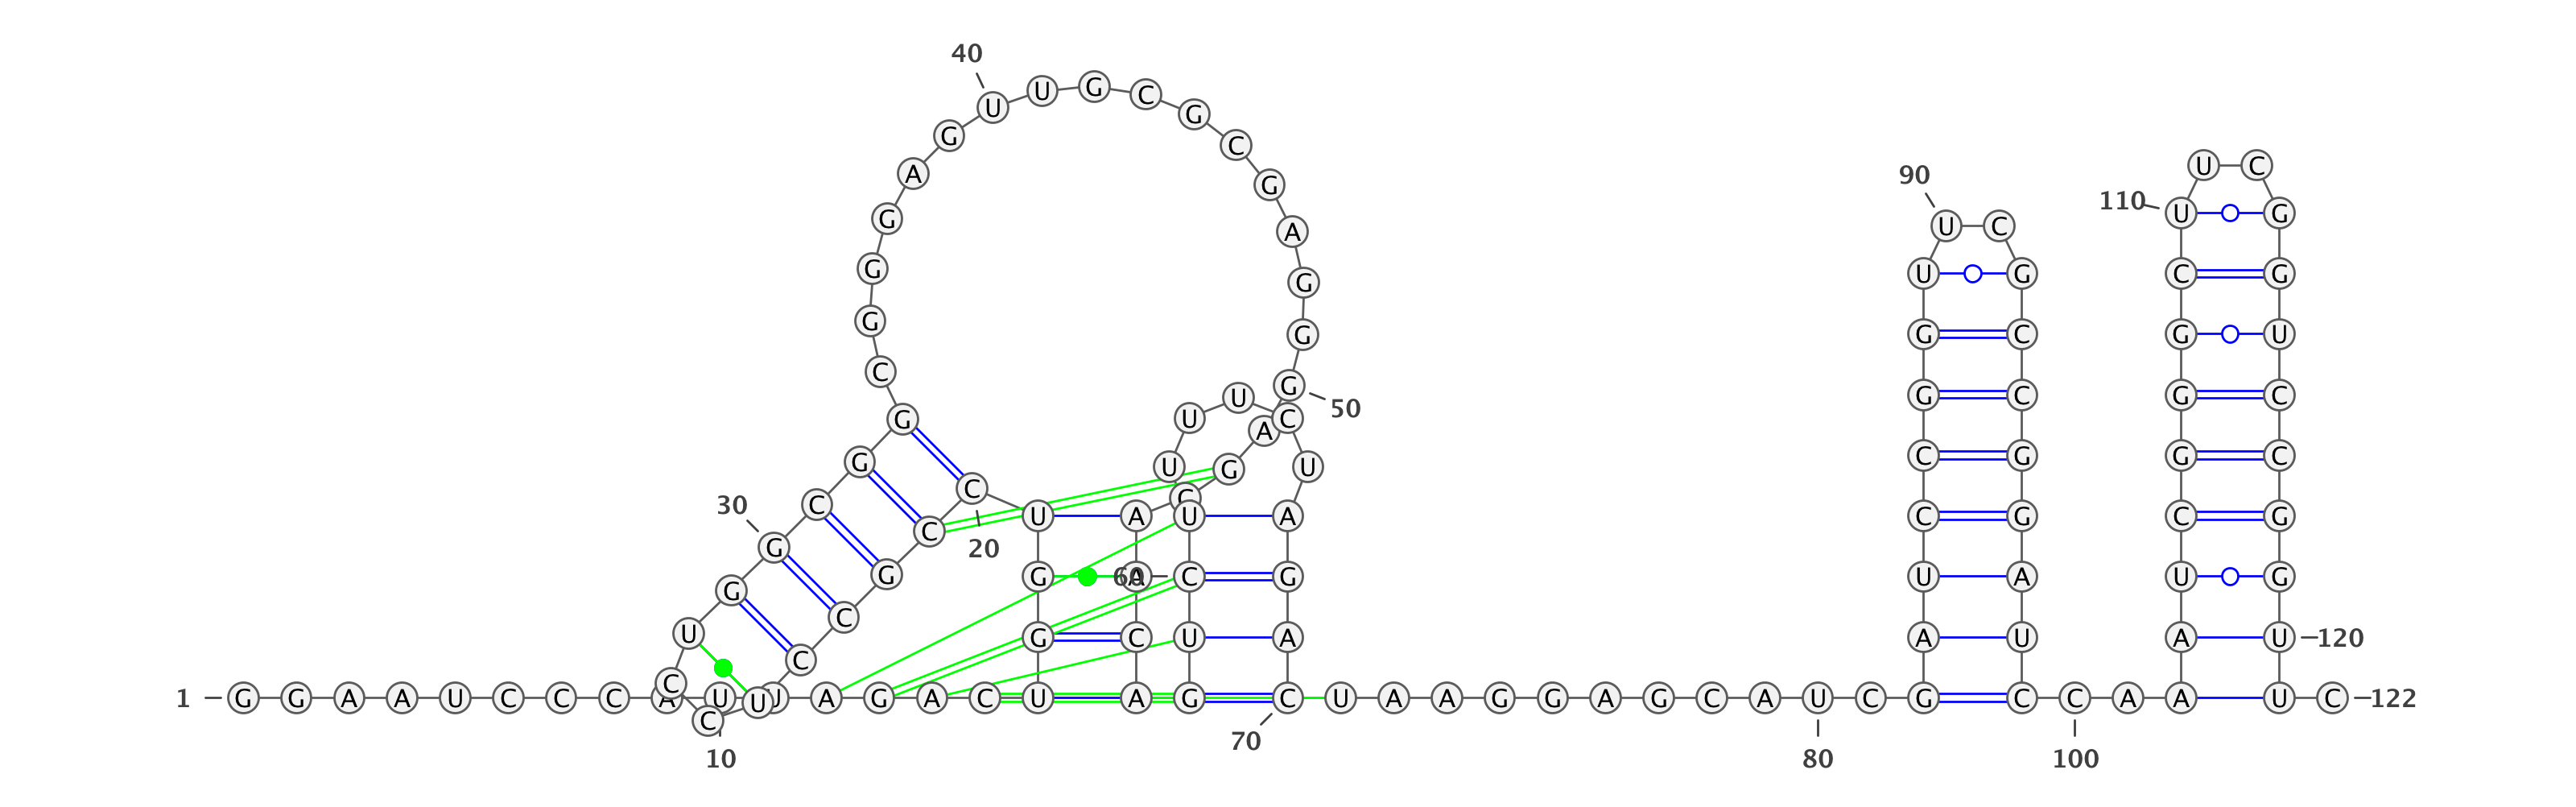 40
U G C
U G
G C
U C
A 90 G
110 U G
G A U C
G G U G C G
G G G C G U
C G G C G C
U 50
G U C A
C G G C
G U G U
30 C C C
U A U A C G C G
C 20
G
G G A 60 C G U A U G
G C
U G C U A A U A U 120
C
C
1 G G A A U C C C A U U A G A C U A G C U A A G G A G C A U C G C C A A U C 122
C U
70
10 80 100